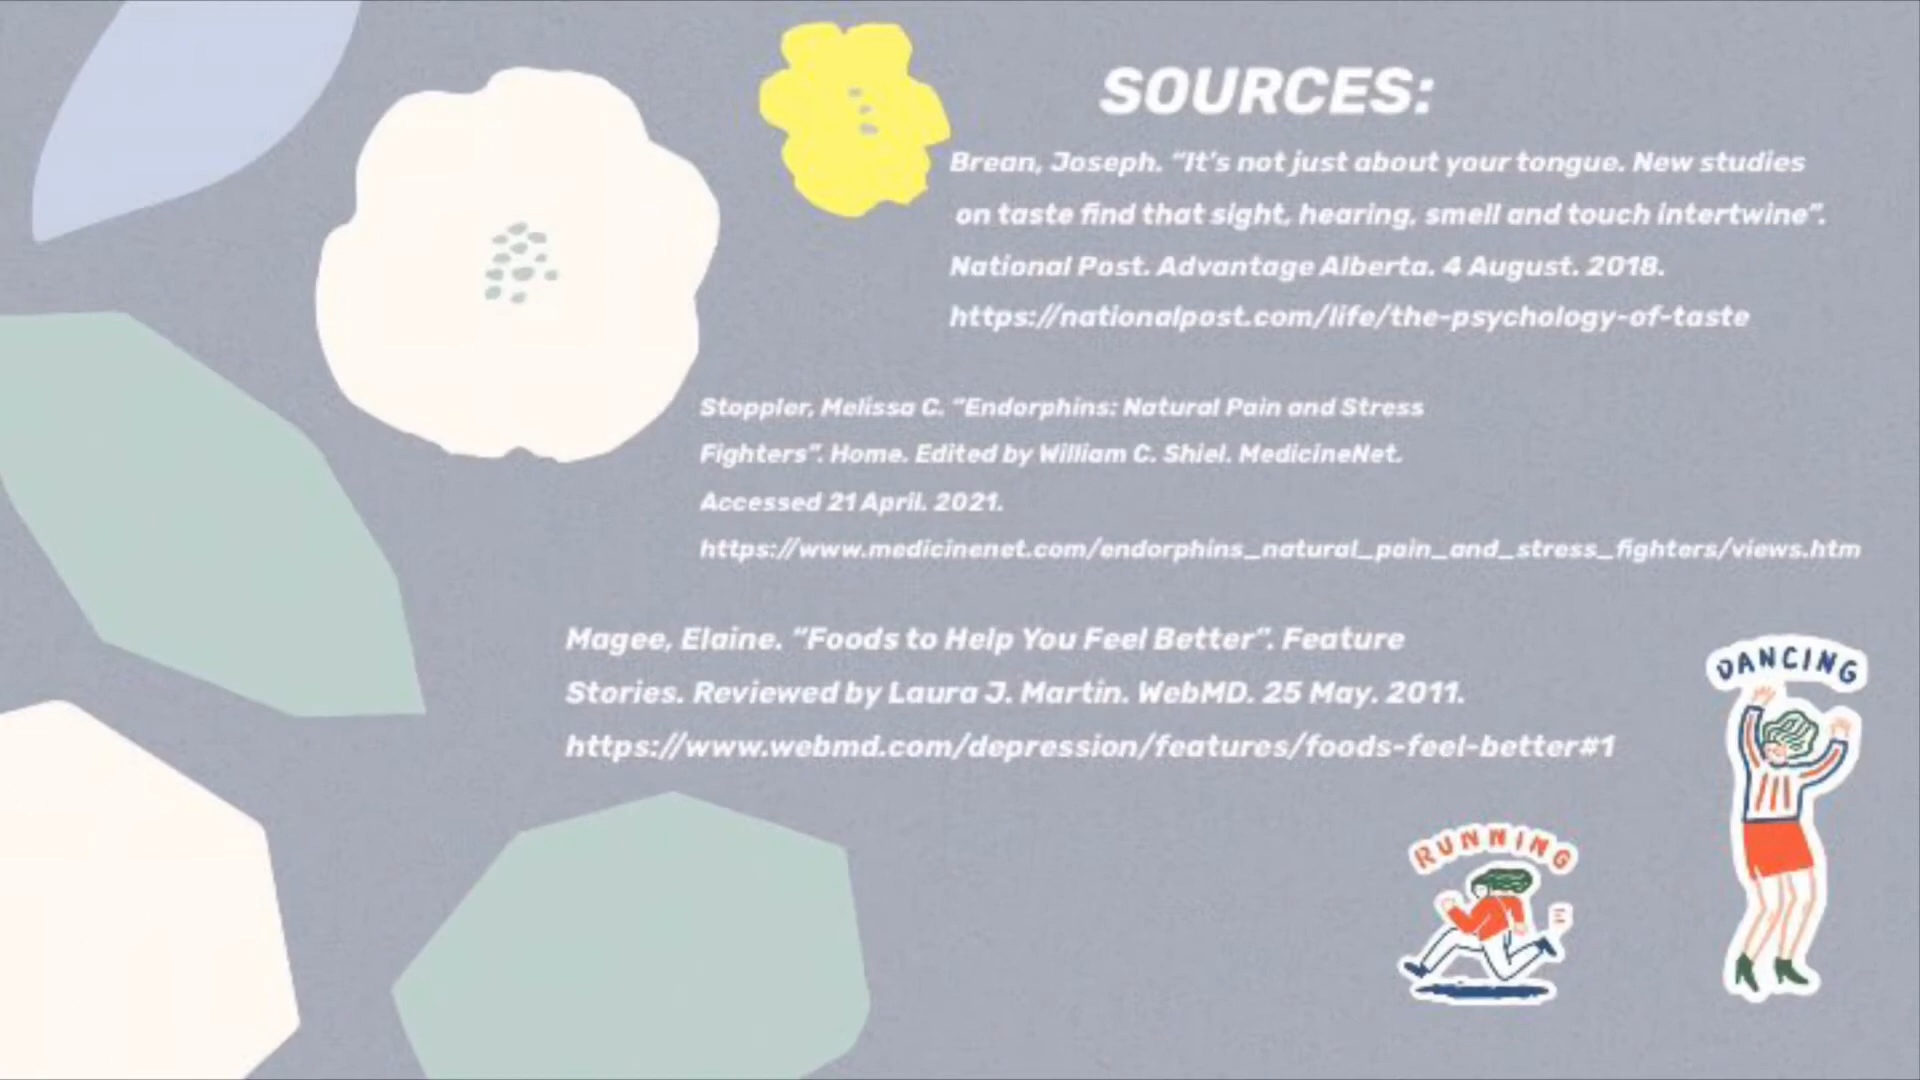 SOURCES:
Brean, Joseph. “It’s not just about your tongue. New studies
on taste find that sight, hearing, smell and touch intertwine”.
National Post. Advantage Alberta. 4 August. 2018.
https://nationalpost.com/life/the-psychology-of-taste
Stoppler, Melissa C. “Endorphins: Natural Pain and Stress
Fighters”. Home. Edited by William C. Shiel. MedicineNet.
Accessed 21 April. 2021.
https://www.medicinenet.com/endorphins_natural_pain_and_stress_fighters/views.htm
Magee, Elaine. “Foods to Help You Feel Better”. Feature
Stories. Reviewed by Laura J. Martin. WebMD. 25 May. 2011.
https://www.webmd.com/depression/features/foods-feel-better#1
DANCING
RUNNING